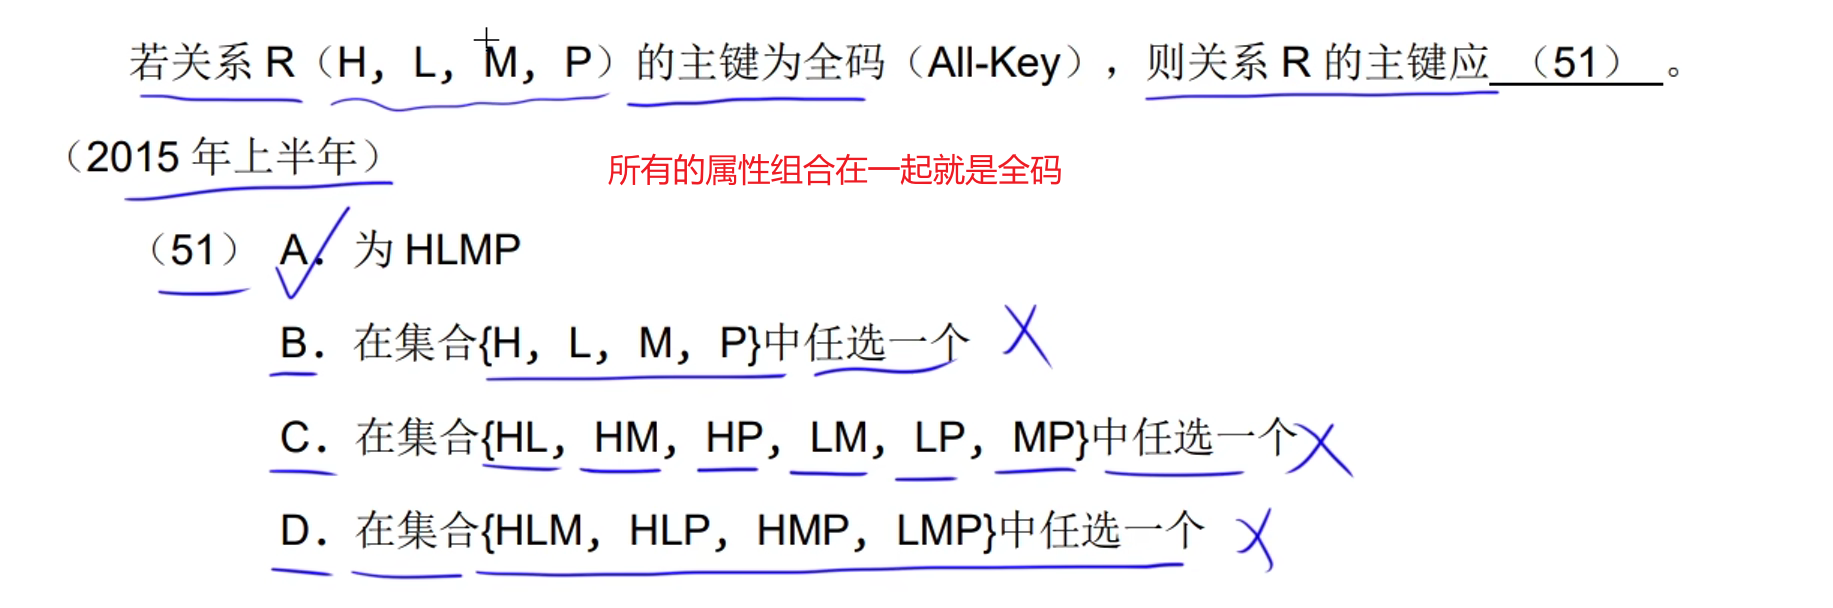 若关系 R（H，L，M，P）的主键为全码（All-Key），则关系 R 的主键应 （51） 。
（2015 年上半年）
所有的属性组合在一起就是全码
（51） A．为 HLMP
B．在集合{H，L，M，P}中任选一个
C．在集合{HL，HM，HP，LM，LP，MP}中任选一个
D．在集合{HLM，HLP，HMP，LMP}中任选一个